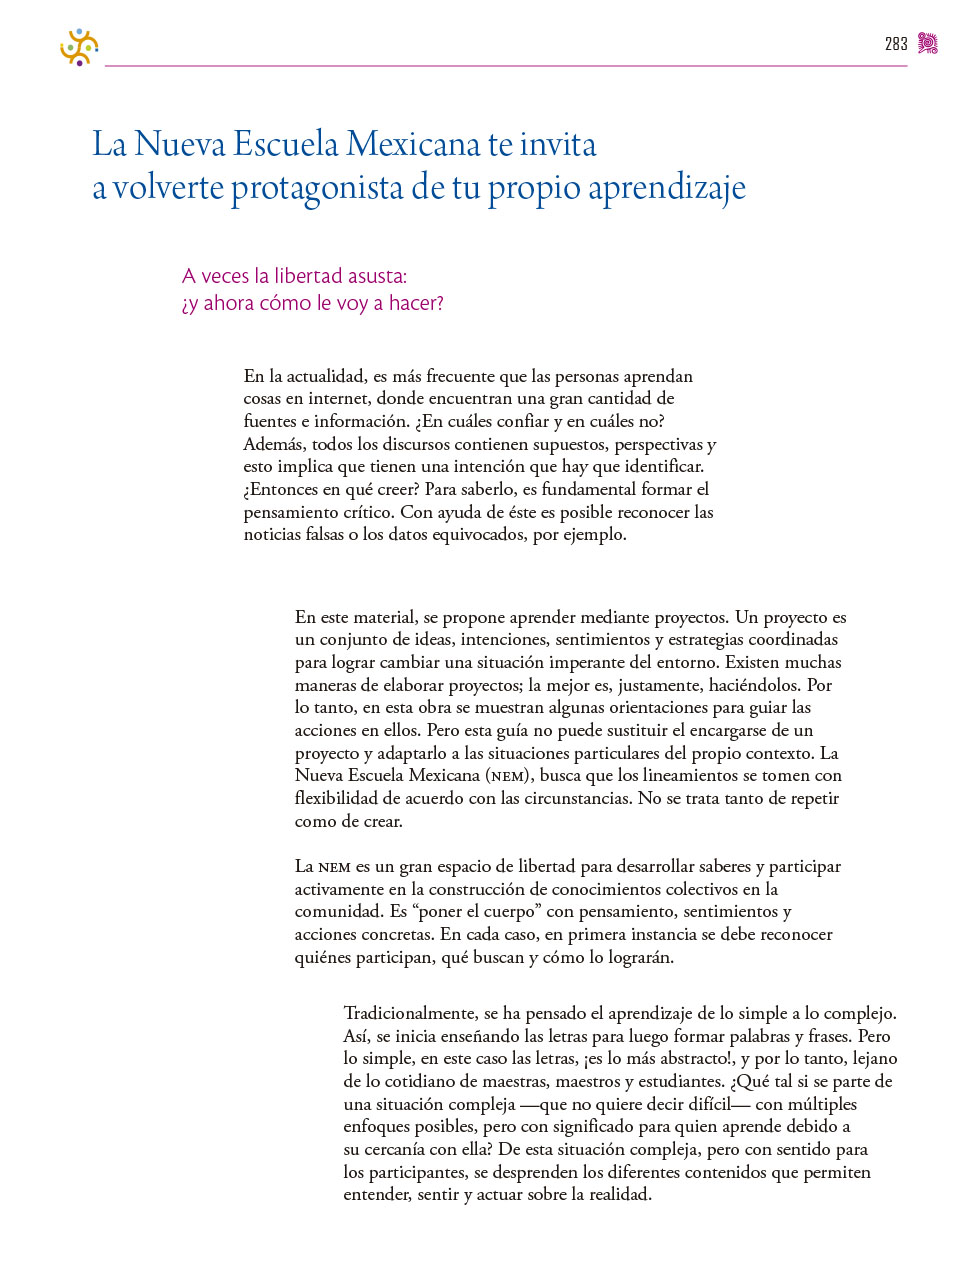 283
La Nueva Escuela Mexicana te invita
a volverte protagonista de tu propio aprendizaje
A veces la libertad asusta:
¿y ahora cómo le voy a hacer?
En la actualidad, es más frecuente que las personas aprendan
cosas en internet, donde encuentran una gran cantidad de
fuentes e información. ¿En cuáles confiar y en cuáles no?
Además, todos los discursos contienen supuestos, perspectivas y
esto implica que tienen una intención que hay que identificar.
¿Entonces en qué creer? Para saberlo, es fundamental formar el
pensamiento crítico. Con ayuda de éste es posible reconocer las
noticias falsas o los datos equivocados, por ejemplo.
En este material, se propone aprender mediante proyectos. Un proyecto es
un conjunto de ideas, intenciones, sentimientos y estrategias coordinadas
para lograr cambiar una situación imperante del entorno. Existen muchas
maneras de elaborar proyectos; la mejor es, justamente, haciéndolos. Por
lo tanto, en esta obra se muestran algunas orientaciones para guiar las
acciones en ellos. Pero esta guía no puede sustituir el encargarse de un
proyecto y adaptarlo a las situaciones particulares del propio contexto. La
Nueva Escuela Mexicana (NEM), busca que los lineamientos se tomen con
flexibilidad de acuerdo con las circunstancias. No se trata tanto de repetir
como de crear.
La NEM es un gran espacio de libertad para desarrollar saberes y participar
activamente en la construcción de conocimientos colectivos en la
comunidad. Es “poner el cuerpo” con pensamiento, sentimientos y
acciones concretas. En cada caso, en primera instancia se debe reconocer
quiénes participan, qué buscan y cómo lo lograrán.
Tradicionalmente, se ha pensado el aprendizaje de lo simple a lo complejo.
Así, se inicia enseñando las letras para luego formar palabras y frases. Pero
lo simple, en este caso las letras, ¡es lo más abstracto!, y por lo tanto, lejano
de lo cotidiano de maestras, maestros y estudiantes. ¿Qué tal si se parte de
una situación compleja —que no quiere decir difícil— con múltiples
enfoques posibles, pero con significado para quien aprende debido a
su cercanía con ella? De esta situación compleja, pero con sentido para
los participantes, se desprenden los diferentes contenidos que permiten
entender, sentir y actuar sobre la realidad.